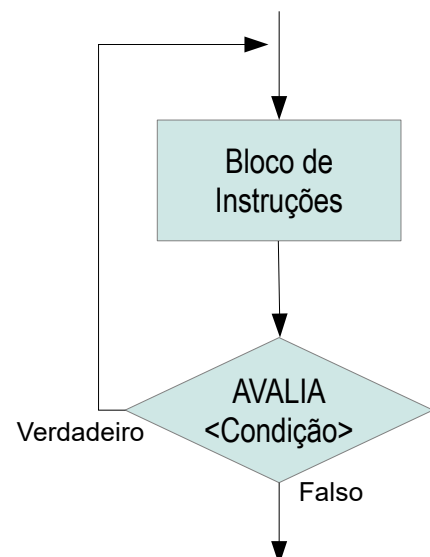 Bloco de
Instruções
AVALIA
<Condição>
Verdadeiro
Falso